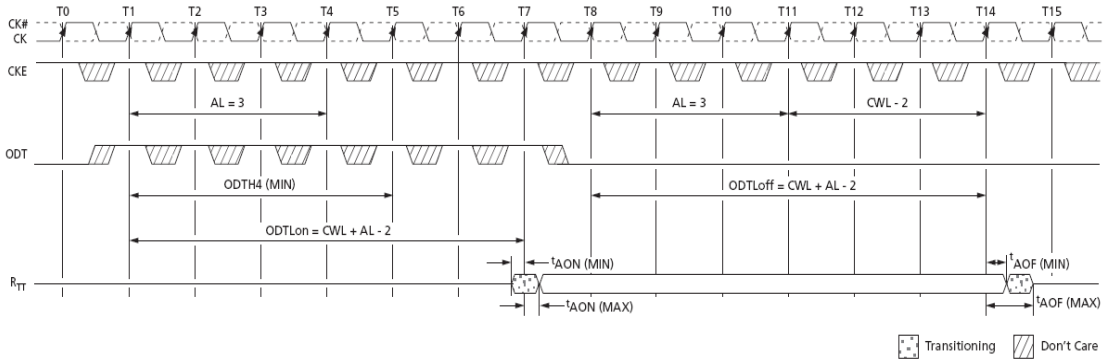 T0 T1 T2 T3 T4 T5 T6 T7 T8 T9 T10 T11 T12 T13 T14 T15
CK#
CK
CKE
AL = 3 AL = 3 CWL - 2
ODT
ODTH4 (MIN) ODTLoff = CWL + AL - 2
ODTLon = CWL + AL - 2
tAON (MIN) tAOF (MIN)
RTT
tAON (MAX) tAOF (MAX)
Transitioning Don't Care